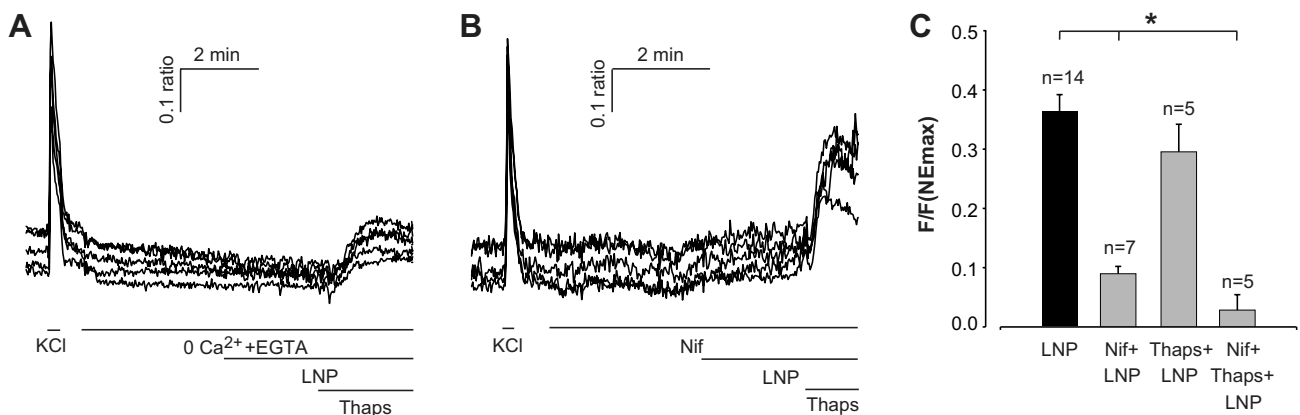 A
2 min
0.1 ratio
KCl
0 Ca²⁺+EGTA
LNP
Thaps
B
2 min
0.1 ratio
KCl
Nif
LNP
Thaps
C
F/F(NEmax)
0.5
0.4
0.3
0.2
0.1
0.0
*
n=14
n=7
n=5
n=5
LNP
Nif+
LNP
Thaps+
LNP
Nif+
Thaps+
LNP